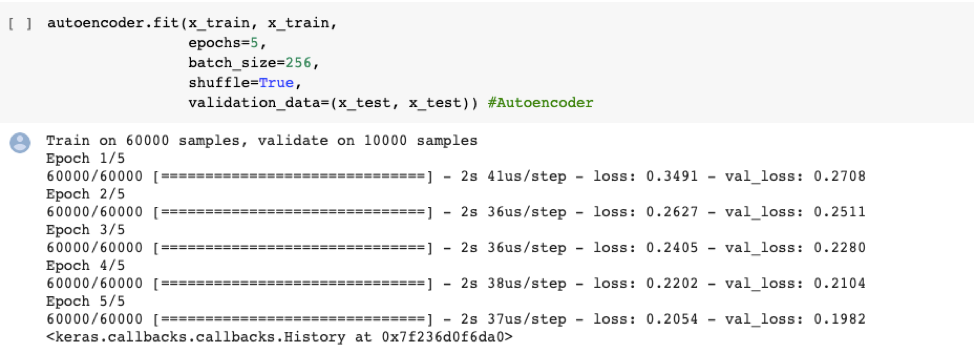 [ ] autoencoder.fit(x_train, x_train,
epochs=5,
batch_size=256,
shuffle=True,
validation_data=(x_test, x_test)) #Autoencoder
Train on 60000 samples, validate on 10000 samples
Epoch 1/5
60000/60000 [==============================] - 2s 41us/step - loss: 0.3491 - val_loss: 0.2708
Epoch 2/5
60000/60000 [==============================] - 2s 36us/step - loss: 0.2627 - val_loss: 0.2511
Epoch 3/5
60000/60000 [==============================] - 2s 36us/step - loss: 0.2405 - val_loss: 0.2280
Epoch 4/5
60000/60000 [==============================] - 2s 38us/step - loss: 0.2202 - val_loss: 0.2104
Epoch 5/5
60000/60000 [==============================] - 2s 37us/step - loss: 0.2054 - val_loss: 0.1982
<keras.callbacks.callbacks.History at 0x7f236d0f6da0>